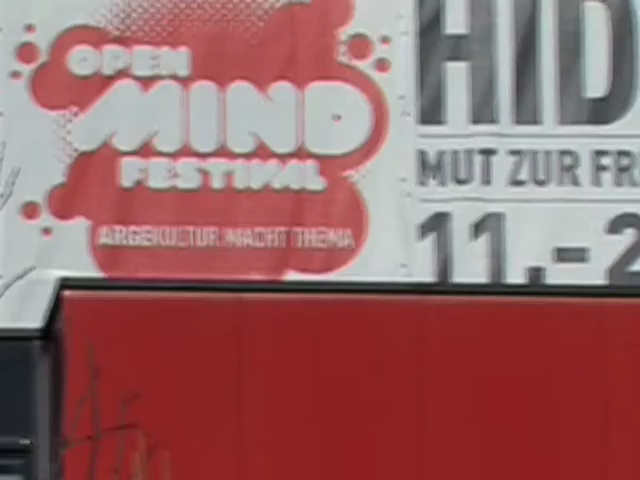 OPEN
MIND
FESTIVAL
ARGEKULTUR MACHT THEMA
HID
MUT ZUR FR
11.-2